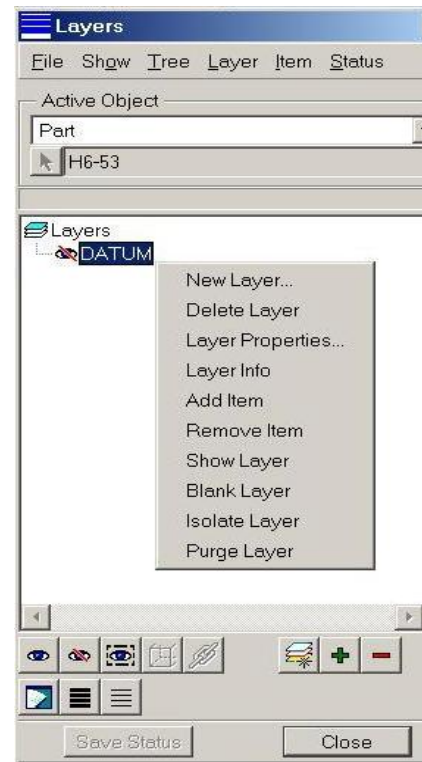 Layers
File Show Tree Layer Item Status
Active Object
Part
H6-53
Layers
DATUM
New Layer...
Delete Layer
Layer Properties...
Layer Info
Add Item
Remove Item
Show Layer
Blank Layer
Isolate Layer
Purge Layer
Save Status Close